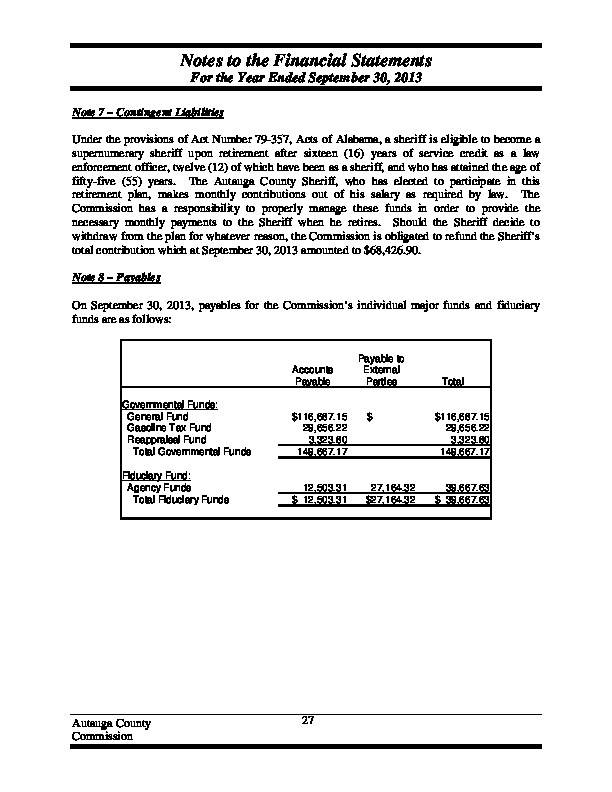 Notes to the Financial Statements
For the Year Ended September 30, 2013
Note 7 – Contingent Liabilities
Under the provisions of Act Number 79-357, Acts of Alabama, a sheriff is eligible to become a
supernumerary sheriff upon retirement after sixteen (16) years of service credit as a law
enforcement officer, twelve (12) of which have been as a sheriff, and who has attained the age of
fifty-five (55) years. The Autauga County Sheriff, who has elected to participate in this
retirement plan, makes monthly contributions out of his salary as required by law. The
Commission has a responsibility to properly manage these funds in order to provide the
necessary monthly payments to the Sheriff when he retires. Should the Sheriff decide to
withdraw from the plan for whatever reason, the Commission is obligated to refund the Sheriff's
total contribution which at September 30, 2013 amounted to $68,426.90.
Note 8 – Payables
On September 30, 2013, payables for the Commission's individual major funds and fiduciary
funds are as follows:
Payable to
Accounts External
Payable Parties Total
Governmental Funds:
General Fund $116,687.15 $ $116,687.15
Gasoline Tax Fund 29,656.22 29,656.22
Reappraisal Fund 3,323.80 3,323.80
Total Governmental Funds 149,667.17 149,667.17
Fiduciary Fund:
Agency Funds 12,503.31 27,164.32 39,667.63
Total Fiduciary Funds $ 12,503.31 $27,164.32 $ 39,667.63
Autauga County 27
Commission